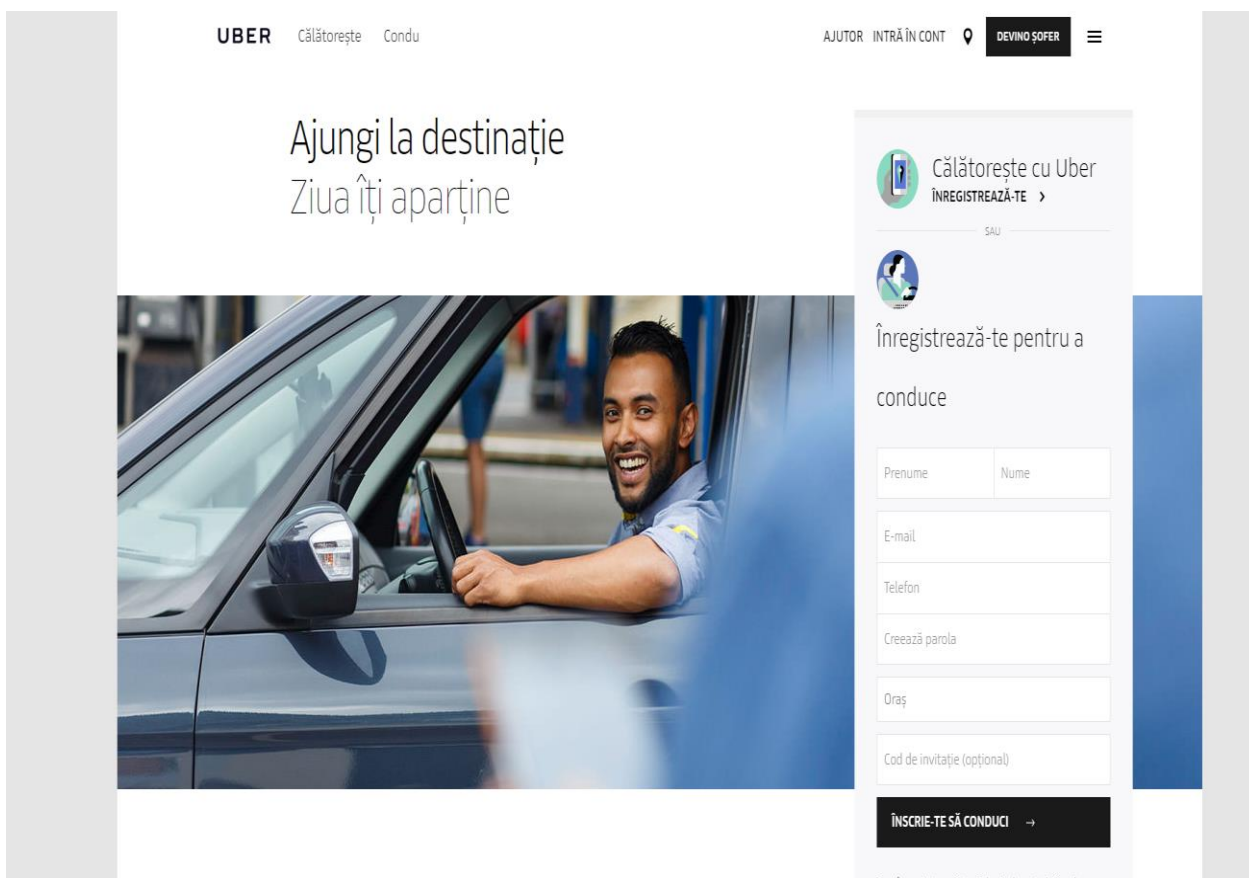 UBER Călătorește Condu AJUTOR INTRĂ ÎN CONT DEVINO ȘOFER
Ajungi la destinație
Ziua îți aparține
Călătorește cu Uber
ÎNREGISTREAZĂ-TE >
SAU
Înregistrează-te pentru a
conduce
Prenume Nume
E-mail
Telefon
Creează parola
Oraș
Cod de invitație (opțional)
ÎNSCRIE-TE SĂ CONDUCI →